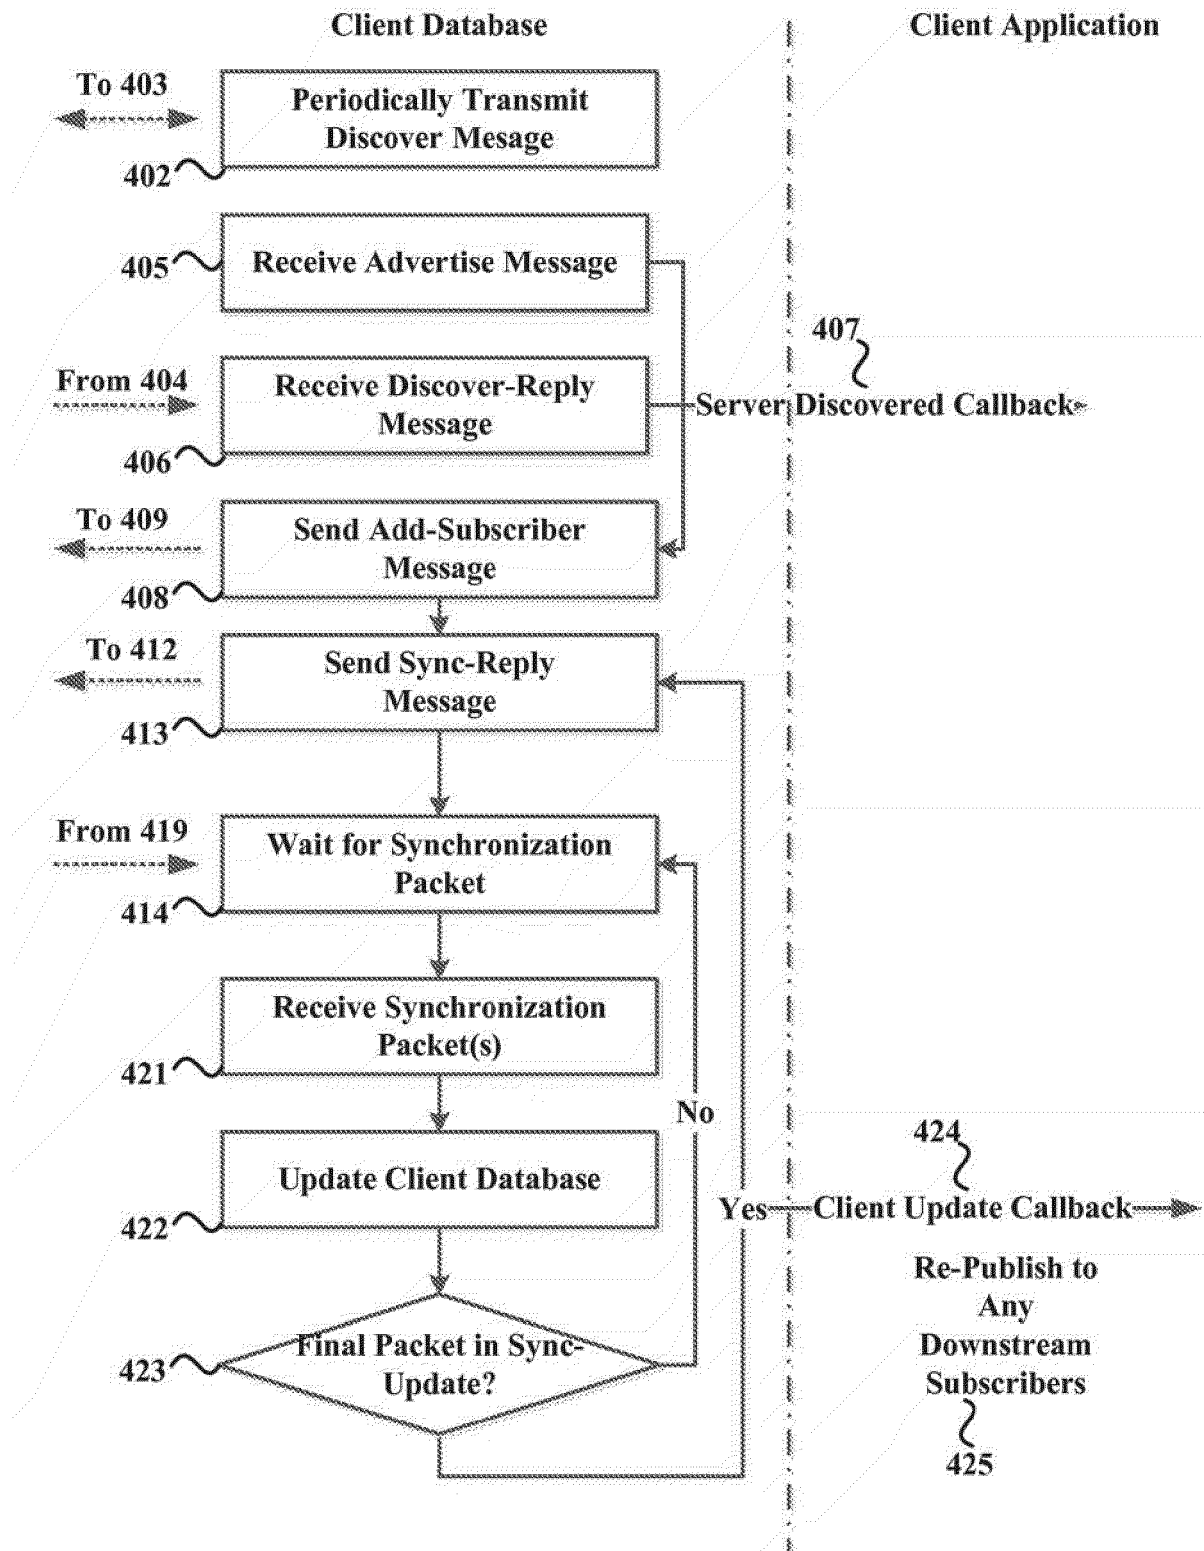 Client Database
Client Application
To 403
Periodically Transmit
Discover Mesage
402
Receive Advertise Message
405
407
From 404
Receive Discover-Reply
Message
Server Discovered Callback
406
To 409
Send Add-Subscriber
Message
408
To 412
Send Sync-Reply
Message
413
From 419
Wait for Synchronization
Packet
414
Receive Synchronization
Packet(s)
421
No
424
Update Client Database
422
Yes
Client Update Callback
Re-Publish to
Any
Downstream
Subscribers
Final Packet in Sync-
Update?
423
425